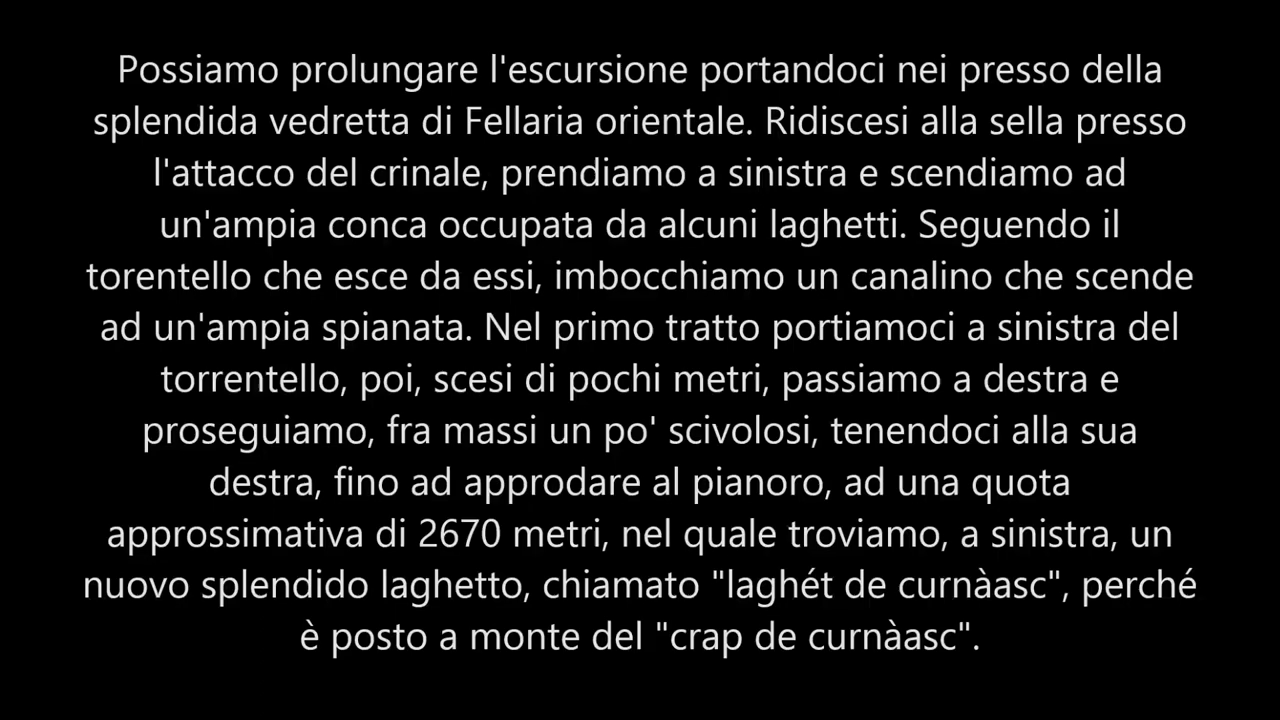 Possiamo prolungare l'escursione portandoci nei presso della
splendida vedretta di Fellaria orientale. Ridiscesi alla sella presso
l'attacco del crinale, prendiamo a sinistra e scendiamo ad
un'ampia conca occupata da alcuni laghetti. Seguendo il
torentello che esce da essi, imbocchiamo un canalino che scende
ad un'ampia spianata. Nel primo tratto portiamoci a sinistra del
torrentello, poi, scesi di pochi metri, passiamo a destra e
proseguiamo, fra massi un po' scivolosi, tenendoci alla sua
destra, fino ad approdare al pianoro, ad una quota
approssimativa di 2670 metri, nel quale troviamo, a sinistra, un
nuovo splendido laghetto, chiamato "laghét de curnàasc", perché
è posto a monte del "crap de curnàasc".